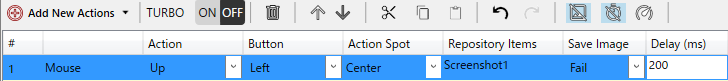 Add New Actions TURBO ON OFF
# Action Button Action Spot Repository Items Save Image Delay (ms)
1 Mouse Up Left Center Screenshot1 Fail 200